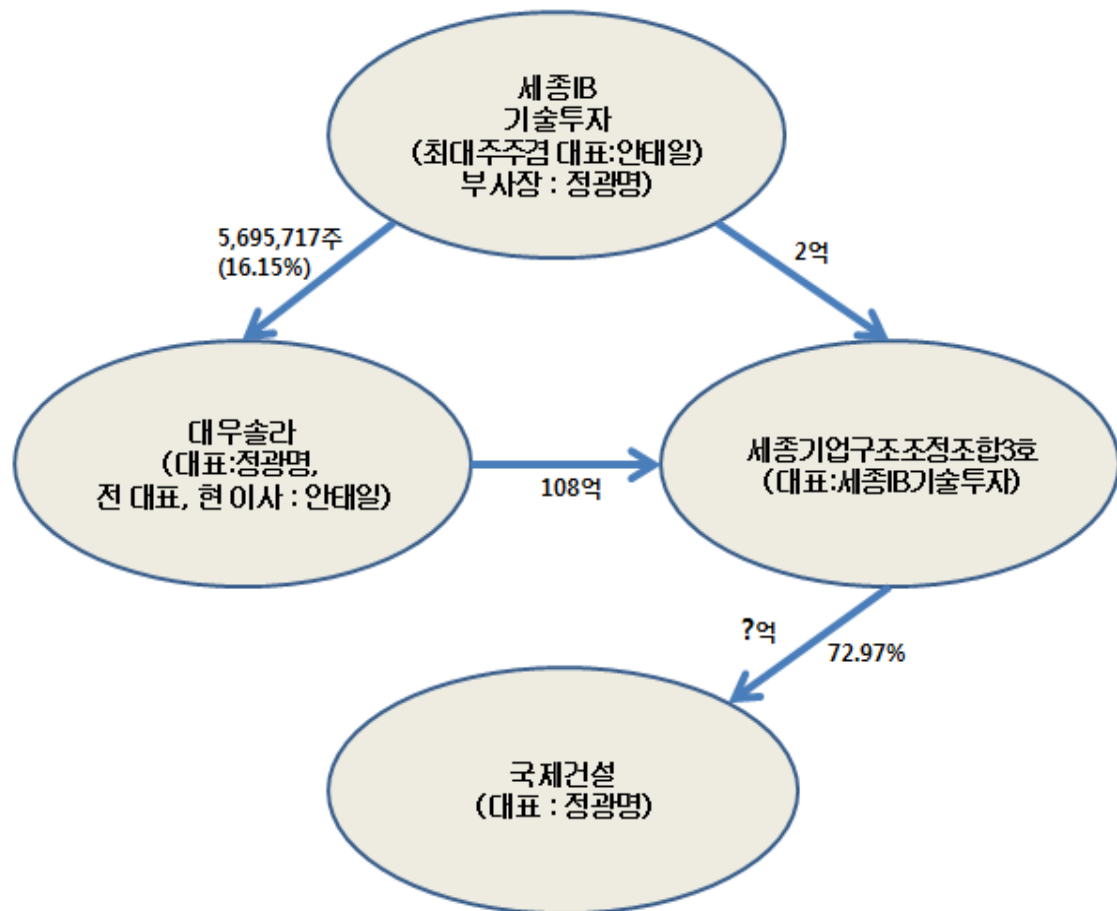 세종IB
기술투자
(최대주주겸 대표:안태일)
부사장 : 정광명)
5,695,717주
(16.15%)
2억
대우솔라
(대표:정광명,
전 대표, 현 이사 : 안태일)
108억
세종기업구조조정조합3호
(대표:세종IB기술투자)
?억
72.97%
국제건설
(대표 : 정광명)